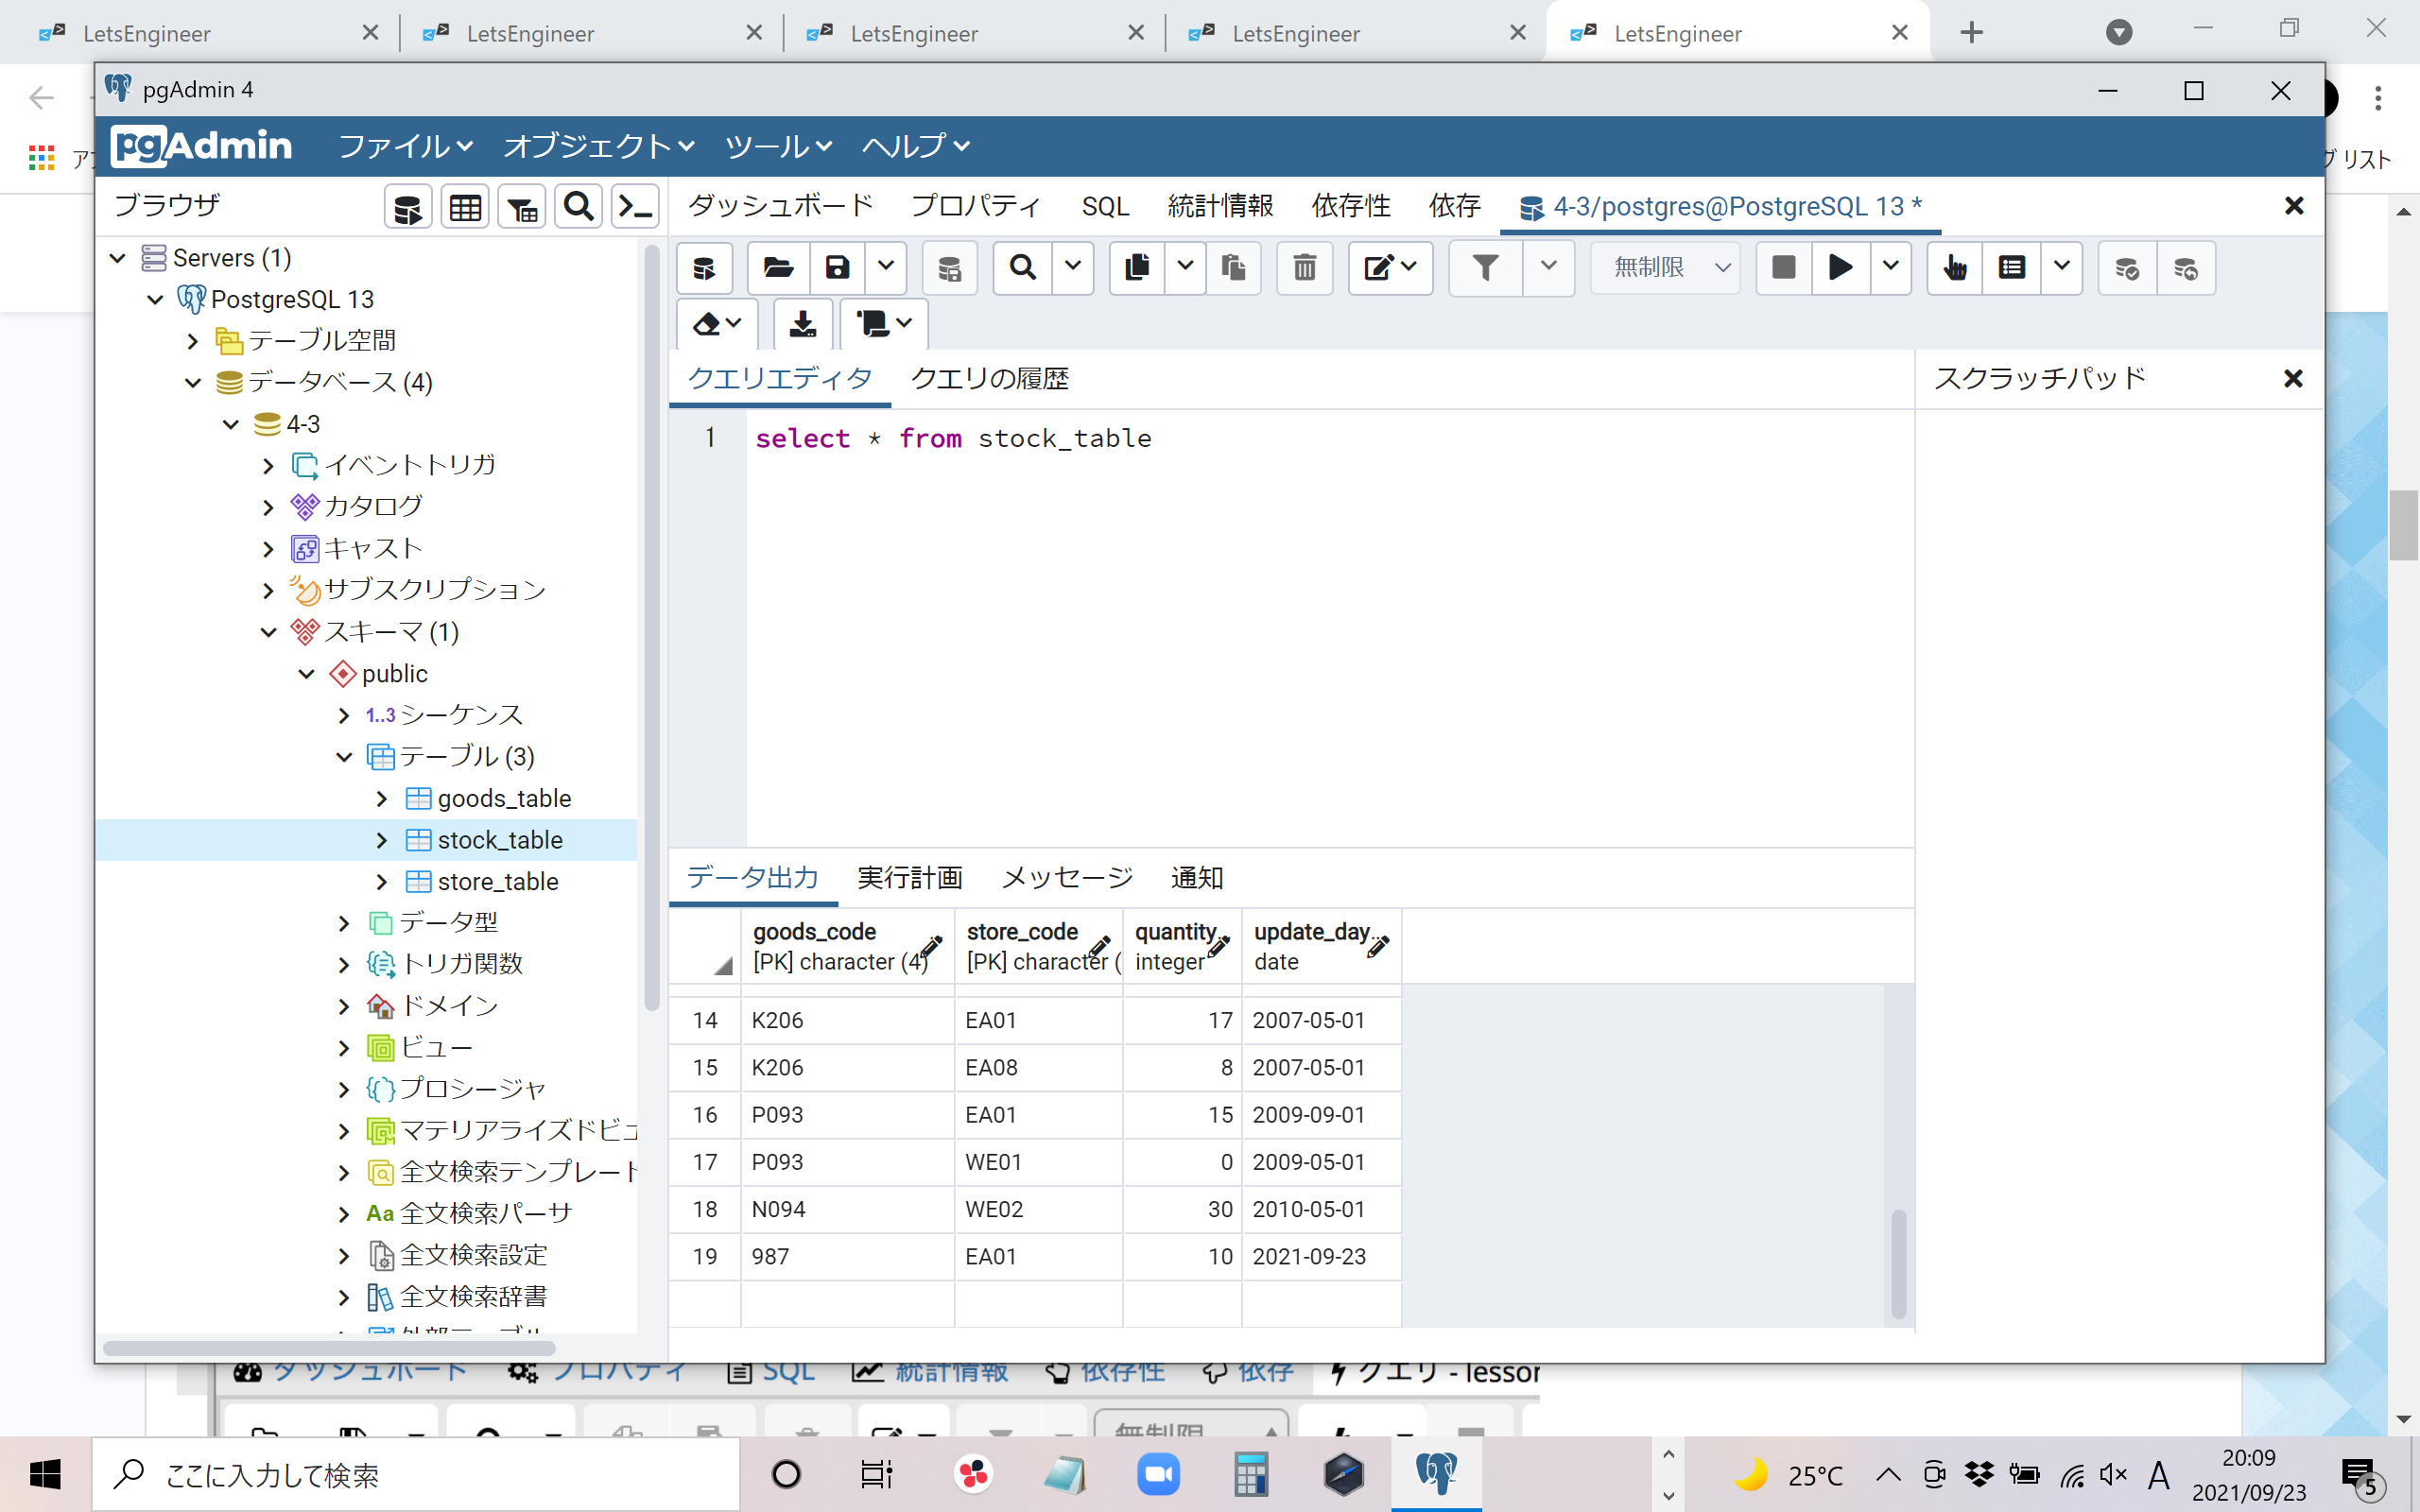 LetsEngineer
LetsEngineer
LetsEngineer
LetsEngineer
LetsEngineer
pgAdmin 4
pgAdmin
ファイル
オブジェクト
ツール
ヘルプ
リスト
ブラウザ
ダッシュボード
プロパティ
SQL
統計情報
依存性
依存
4-3/postgres@PostgreSQL 13 *
Servers (1)
PostgreSQL 13
テーブル空間
データベース (4)
4-3
イベントトリガ
カタログ
キャスト
サブスクリプション
スキーマ (1)
public
1..3 シーケンス
テーブル (3)
goods_table
stock_table
store_table
データ型
トリガ関数
ドメイン
ビュー
プロシージャ
マテリアライズドビュ
全文検索テンプレート
Aa 全文検索パーサ
全文検索設定
全文検索辞書
無制限
クエリエディタ
クエリの履歴
スクラッチパッド
1 select * from stock_table
データ出力
実行計画
メッセージ
通知
goods_code
[PK] character (4)
store_code
[PK] character (
quantity
integer
update_day
date
14 K206 EA01 17 2007-05-01
15 K206 EA08 8 2007-05-01
16 P093 EA01 15 2009-09-01
17 P093 WE01 0 2009-05-01
18 N094 WE02 30 2010-05-01
19 987 EA01 10 2021-09-23
ダッシュボード
プロパティ
SQL
統計情報
依存性
依存
クエリ - lesson
無制限
ここに入力して検索
25°C
A
20:09
2021/09/23
5